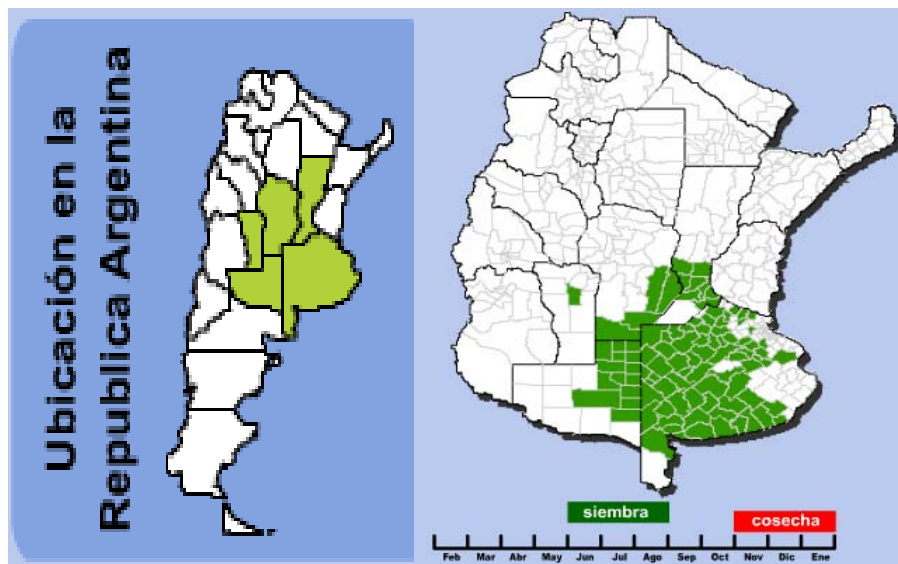 Ubicación en la
Republica Argentina
siembra
cosecha
Feb Mar Abr May Jun Jul Ago Sep Oct Nov Dic Ene